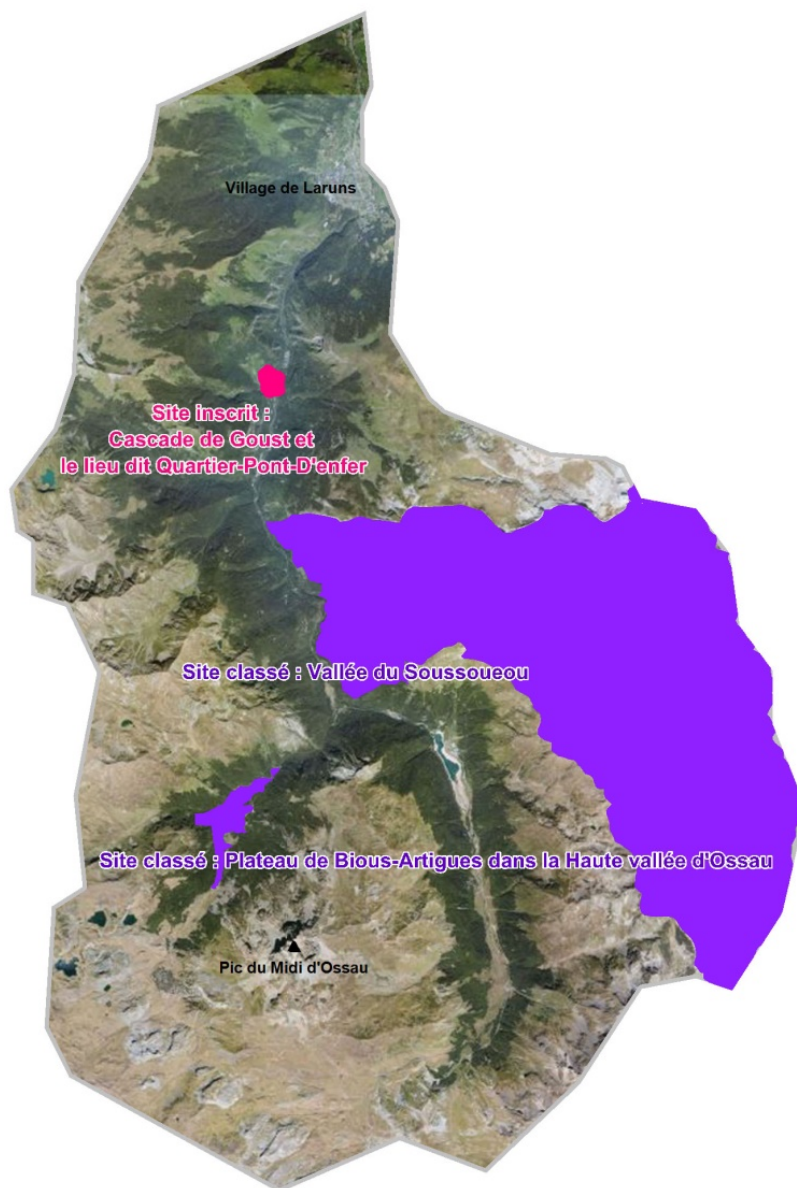 Village de Laruns
Site inscrit :
Cascade de Goust et
le lieu dit Quartier-Pont-D'enfer
Site classé : Vallée du Soussoueou
Site classé : Plateau de Bious-Artigues dans la Haute vallée d'Ossau
Pic du Midi d'Ossau